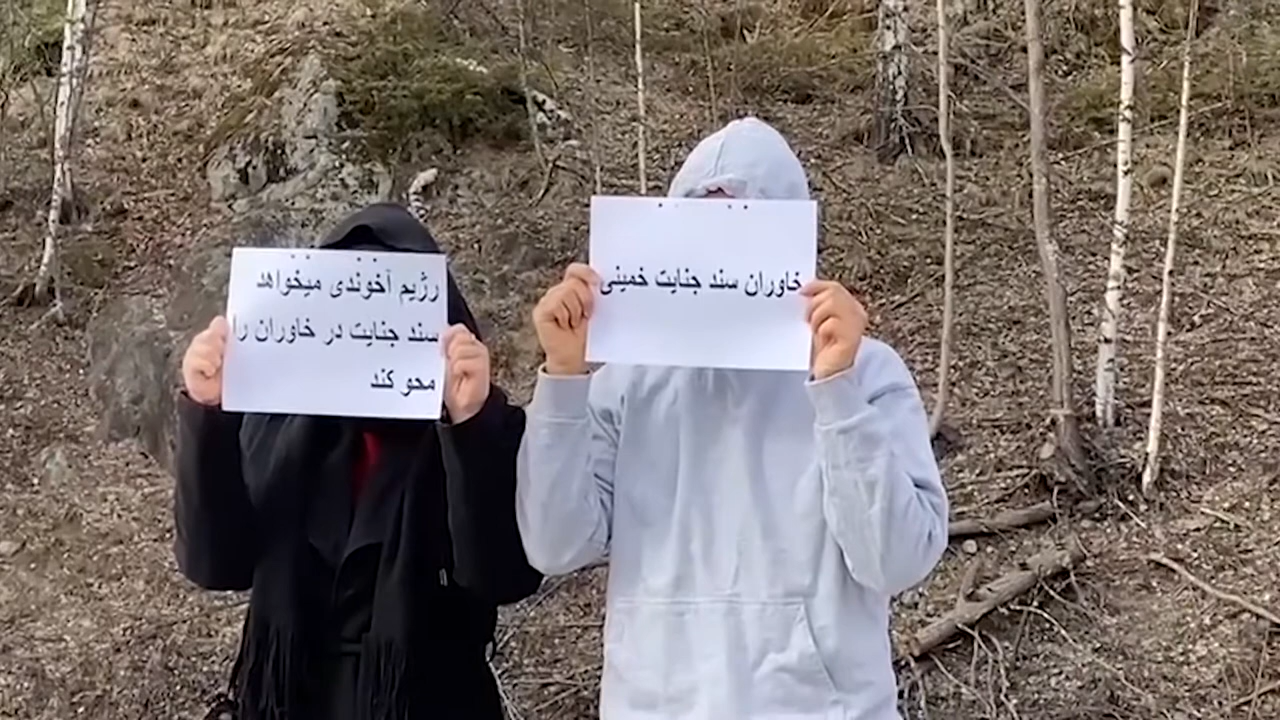 رژیم آخوندی میخواهد
سند جنایت در خاوران را
محو کند
خاوران سند جنایت خمینی